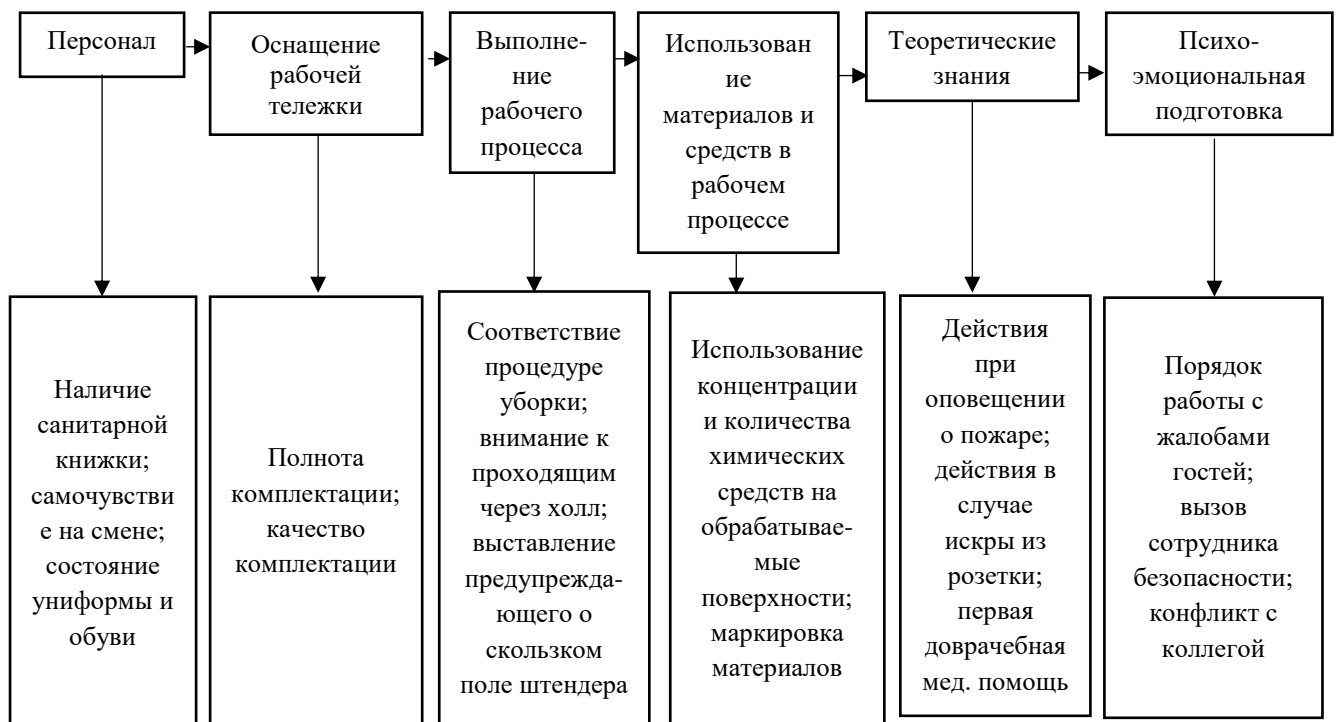 Персонал
Оснащение
рабочей
тележки
Выполне-
ние
рабочего
процесса
Использован
ие
материалов и
средств в
рабочем
процессе
Теоретические
знания
Психо-
эмоциональная
подготовка
Наличие
санитарной
книжки;
самочувстви
е на смене;
состояние
униформы и
обуви
Полнота
комплектации;
качество
комплектации
Соответствие
процедуре
уборки;
внимание к
проходящим
через холл;
выставление
предупрежда-
ющего о
скользком
поле штендера
Использование
концентрации
и количества
химических
средств на
обрабатывае-
мые
поверхности;
маркировка
материалов
Действия
при
оповещении
о пожаре;
действия в
случае
искры из
розетки;
первая
доврачебная
мед. помощь
Порядок
работы с
жалобами
гостей;
вызов
сотрудника
безопасности;
конфликт с
коллегой